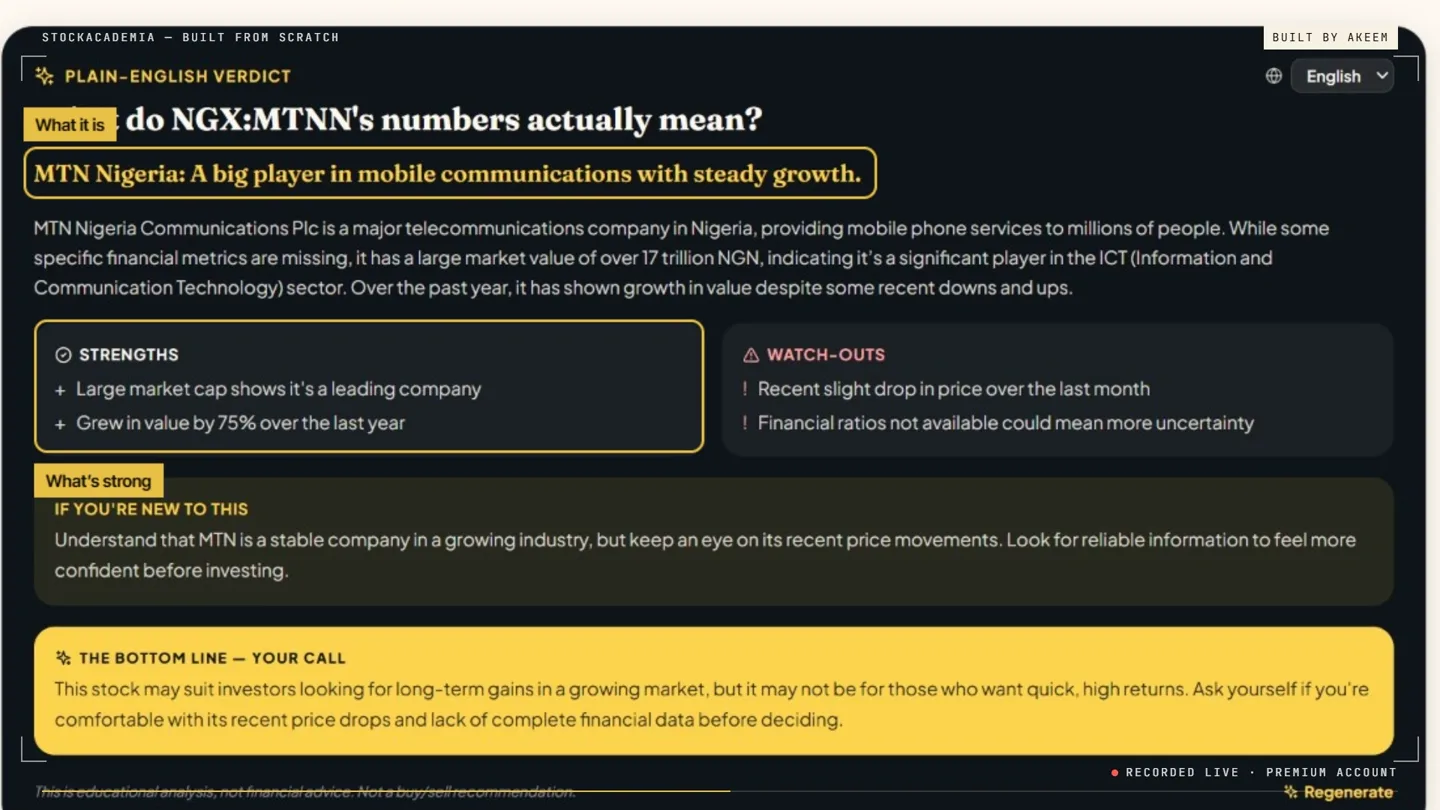 STOCKACADEMIA — BUILT FROM SCRATCH
BUILT BY AKEEM
PLAIN-ENGLISH VERDICT
English
What it is
do NGX:MTNN's numbers actually mean?
MTN Nigeria: A big player in mobile communications with steady growth.
MTN Nigeria Communications Plc is a major telecommunications company in Nigeria, providing mobile phone services to millions of people. While some
specific financial metrics are missing, it has a large market value of over 17 trillion NGN, indicating it's a significant player in the ICT (Information and
Communication Technology) sector. Over the past year, it has shown growth in value despite some recent downs and ups.
STRENGTHS
+ Large market cap shows it's a leading company
+ Grew in value by 75% over the last year
WATCH-OUTS
! Recent slight drop in price over the last month
! Financial ratios not available could mean more uncertainty
What's strong
IF YOU'RE NEW TO THIS
Understand that MTN is a stable company in a growing industry, but keep an eye on its recent price movements. Look for reliable information to feel more
confident before investing.
THE BOTTOM LINE — YOUR CALL
This stock may suit investors looking for long-term gains in a growing market, but it may not be for those who want quick, high returns. Ask yourself if you're
comfortable with its recent price drops and lack of complete financial data before deciding.
RECORDED LIVE · PREMIUM ACCOUNT
This is educational analysis, not financial advice. Not a buy/sell recommendation.
Regenerate